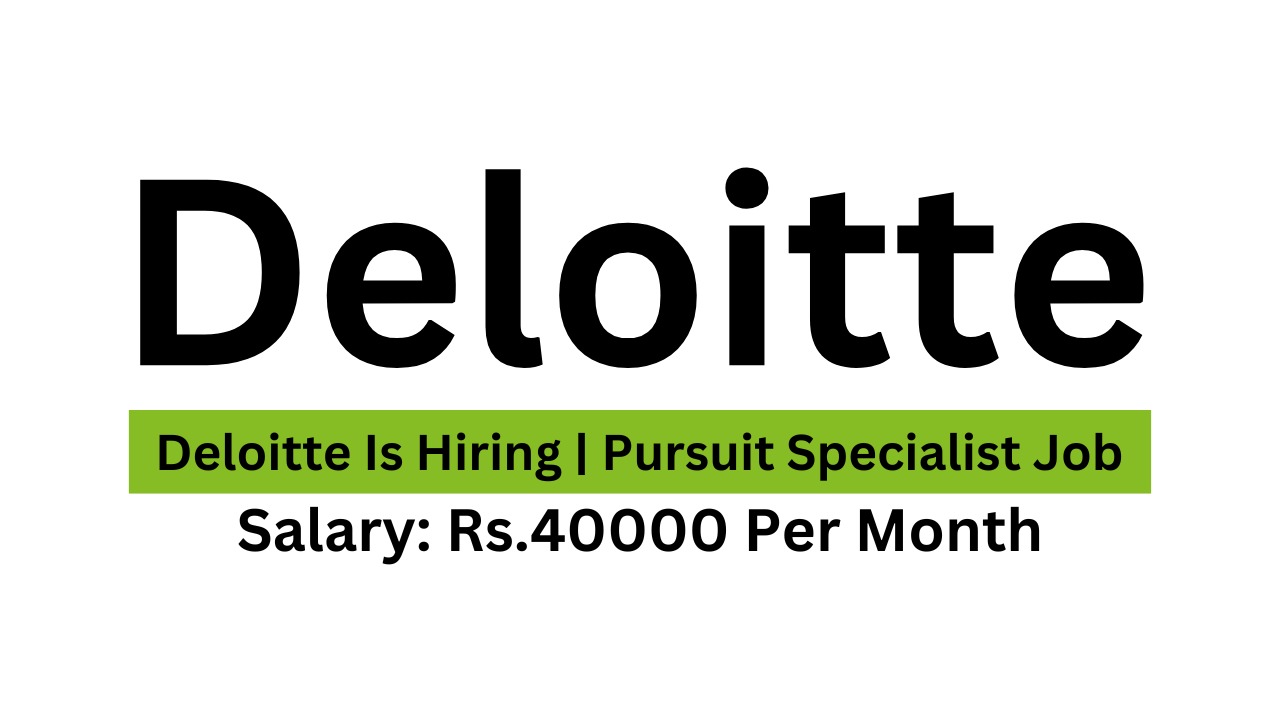 Deloitte
Deloitte Is Hiring | Pursuit Specialist Job
Salary: Rs.40000 Per Month